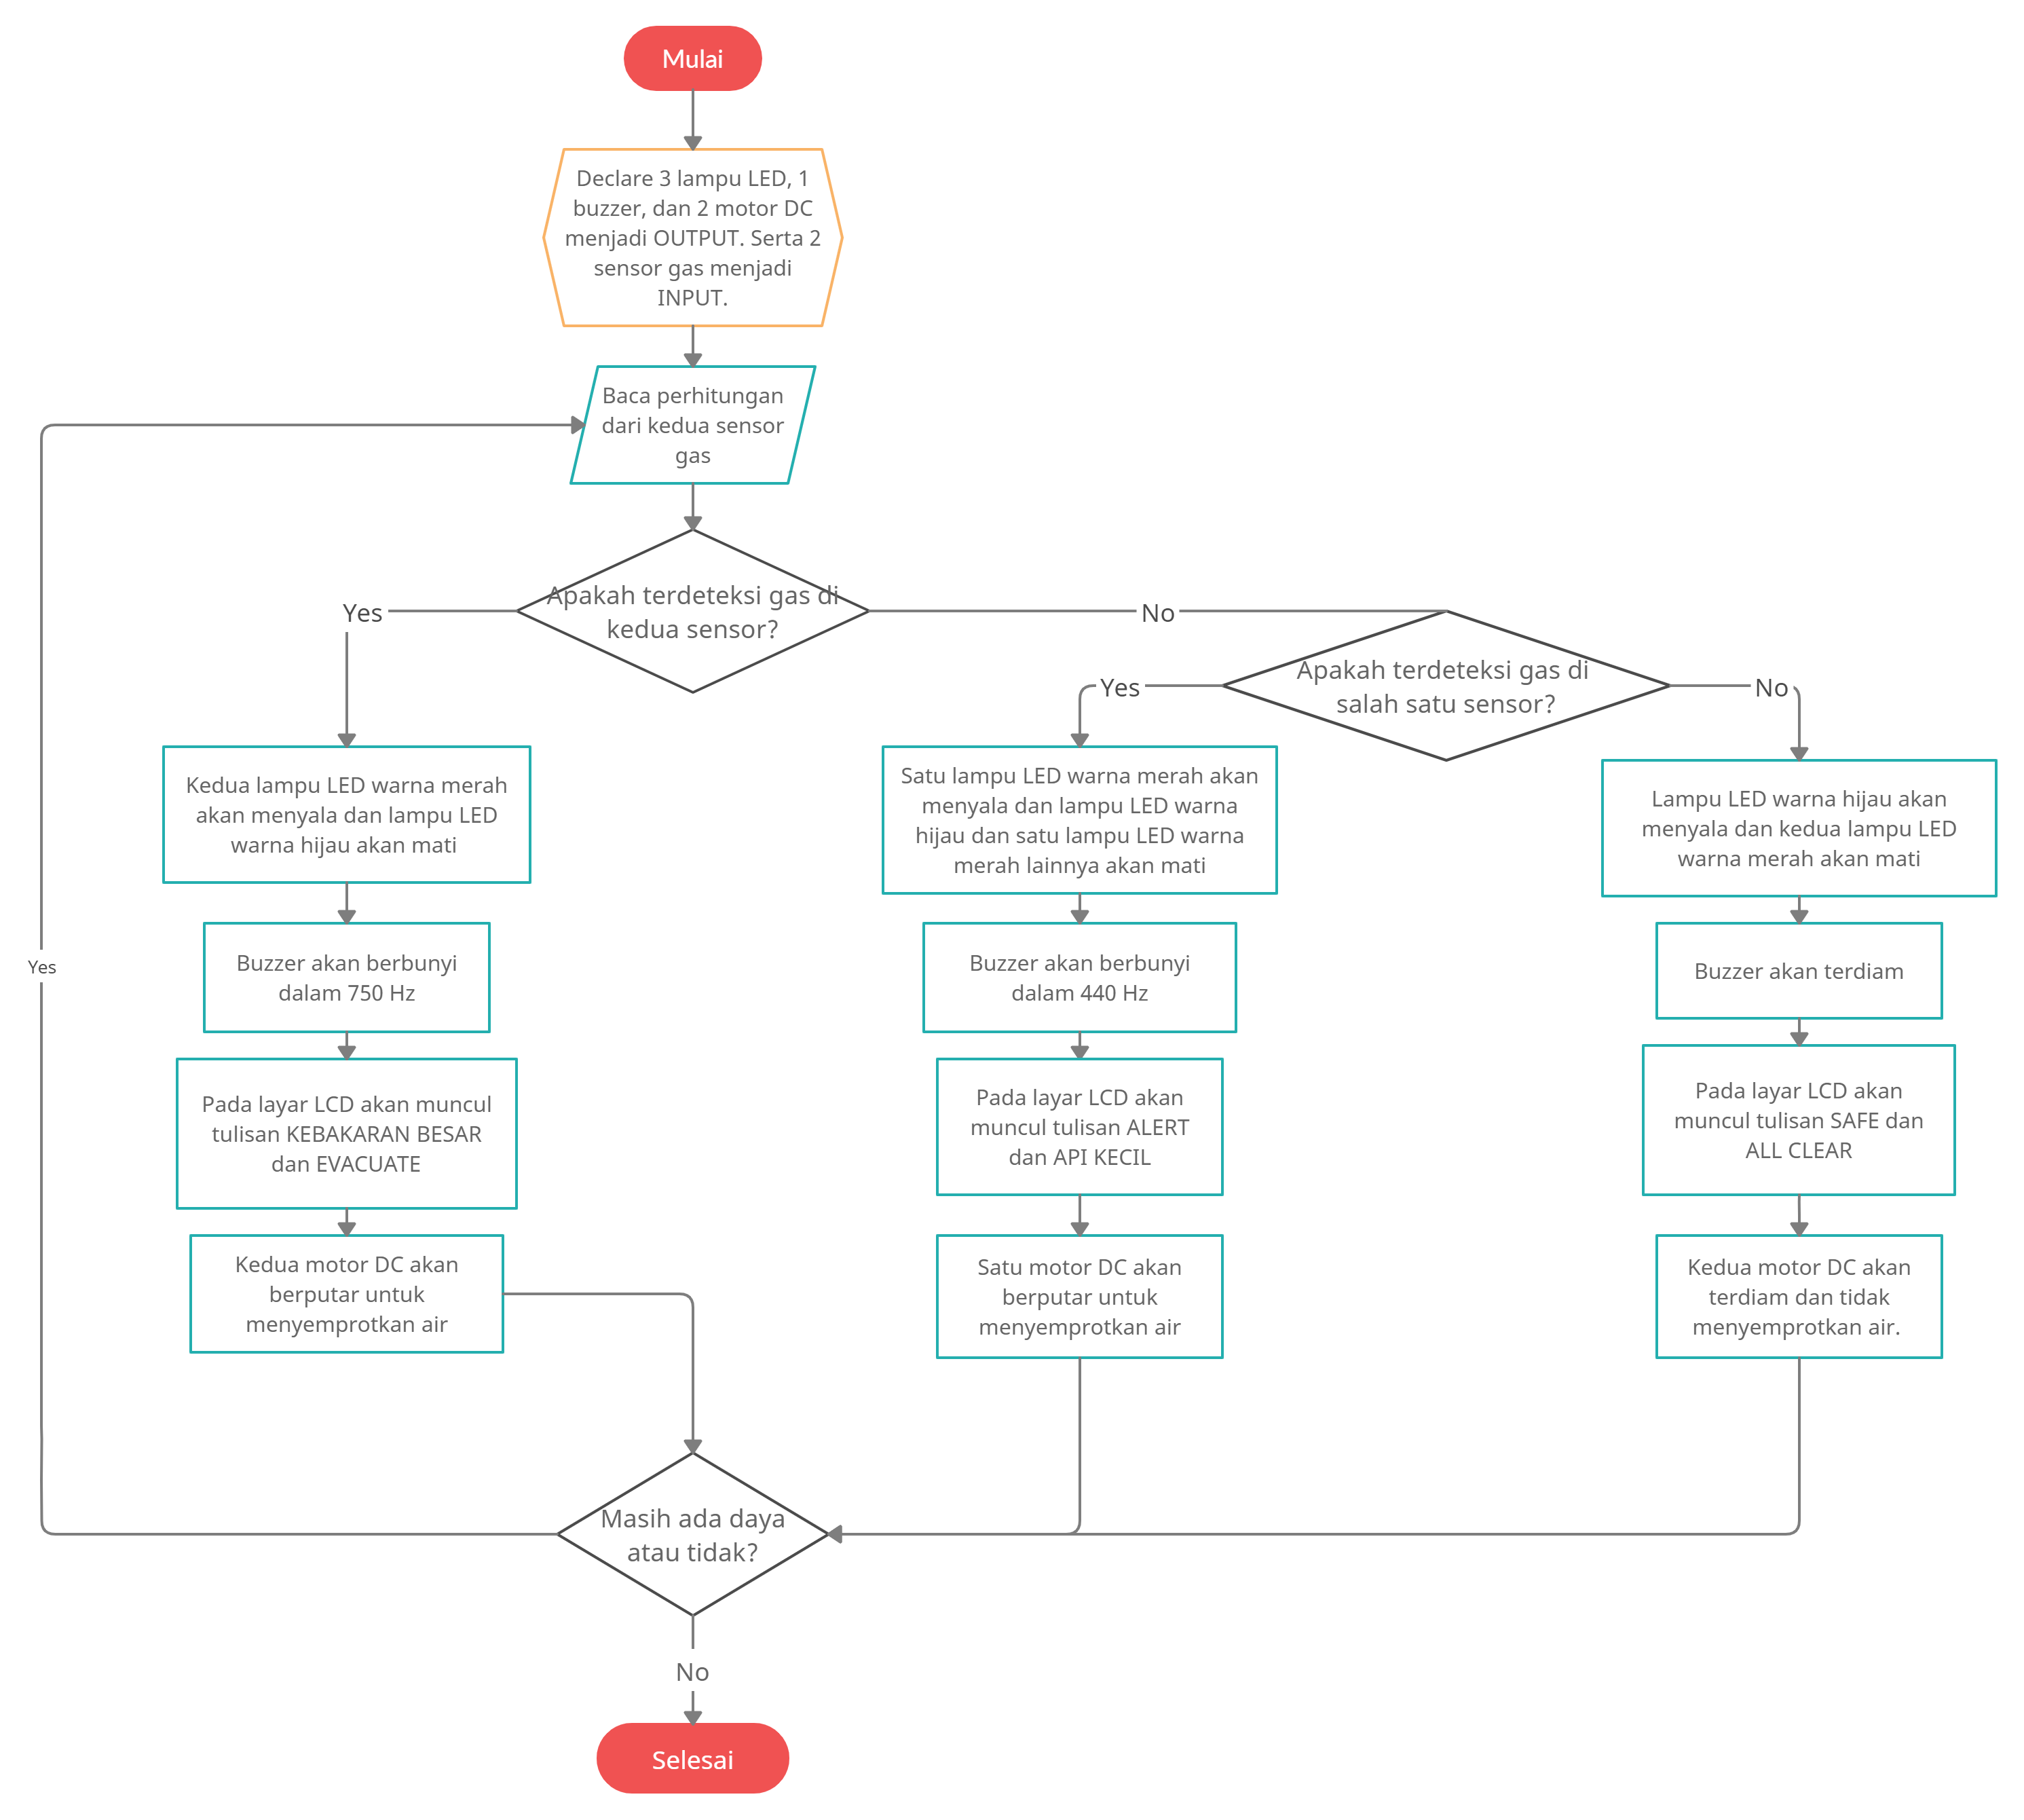 Mulai
Declare 3 lampu LED, 1
buzzer, dan 2 motor DC
menjadi OUTPUT. Serta 2
sensor gas menjadi
INPUT.
Baca perhitungan
dari kedua sensor
gas
Apakah terdeteksi gas di
kedua sensor?
Yes
No
Apakah terdeteksi gas di
salah satu sensor?
Yes
No
Kedua lampu LED warna merah
akan menyala dan lampu LED
warna hijau akan mati
Buzzer akan berbunyi
dalam 750 Hz
Pada layar LCD akan muncul
tulisan KEBAKARAN BESAR
dan EVACUATE
Kedua motor DC akan
berputar untuk
menyemprotkan air
Satu lampu LED warna merah akan
menyala dan lampu LED warna
hijau dan satu lampu LED warna
merah lainnya akan mati
Buzzer akan berbunyi
dalam 440 Hz
Pada layar LCD akan
muncul tulisan ALERT
dan API KECIL
Satu motor DC akan
berputar untuk
menyemprotkan air
Lampu LED warna hijau akan
menyala dan kedua lampu LED
warna merah akan mati
Buzzer akan terdiam
Pada layar LCD akan
muncul tulisan SAFE dan
ALL CLEAR
Kedua motor DC akan
terdiam dan tidak
menyemprotkan air.
Masih ada daya
atau tidak?
Yes
No
Selesai